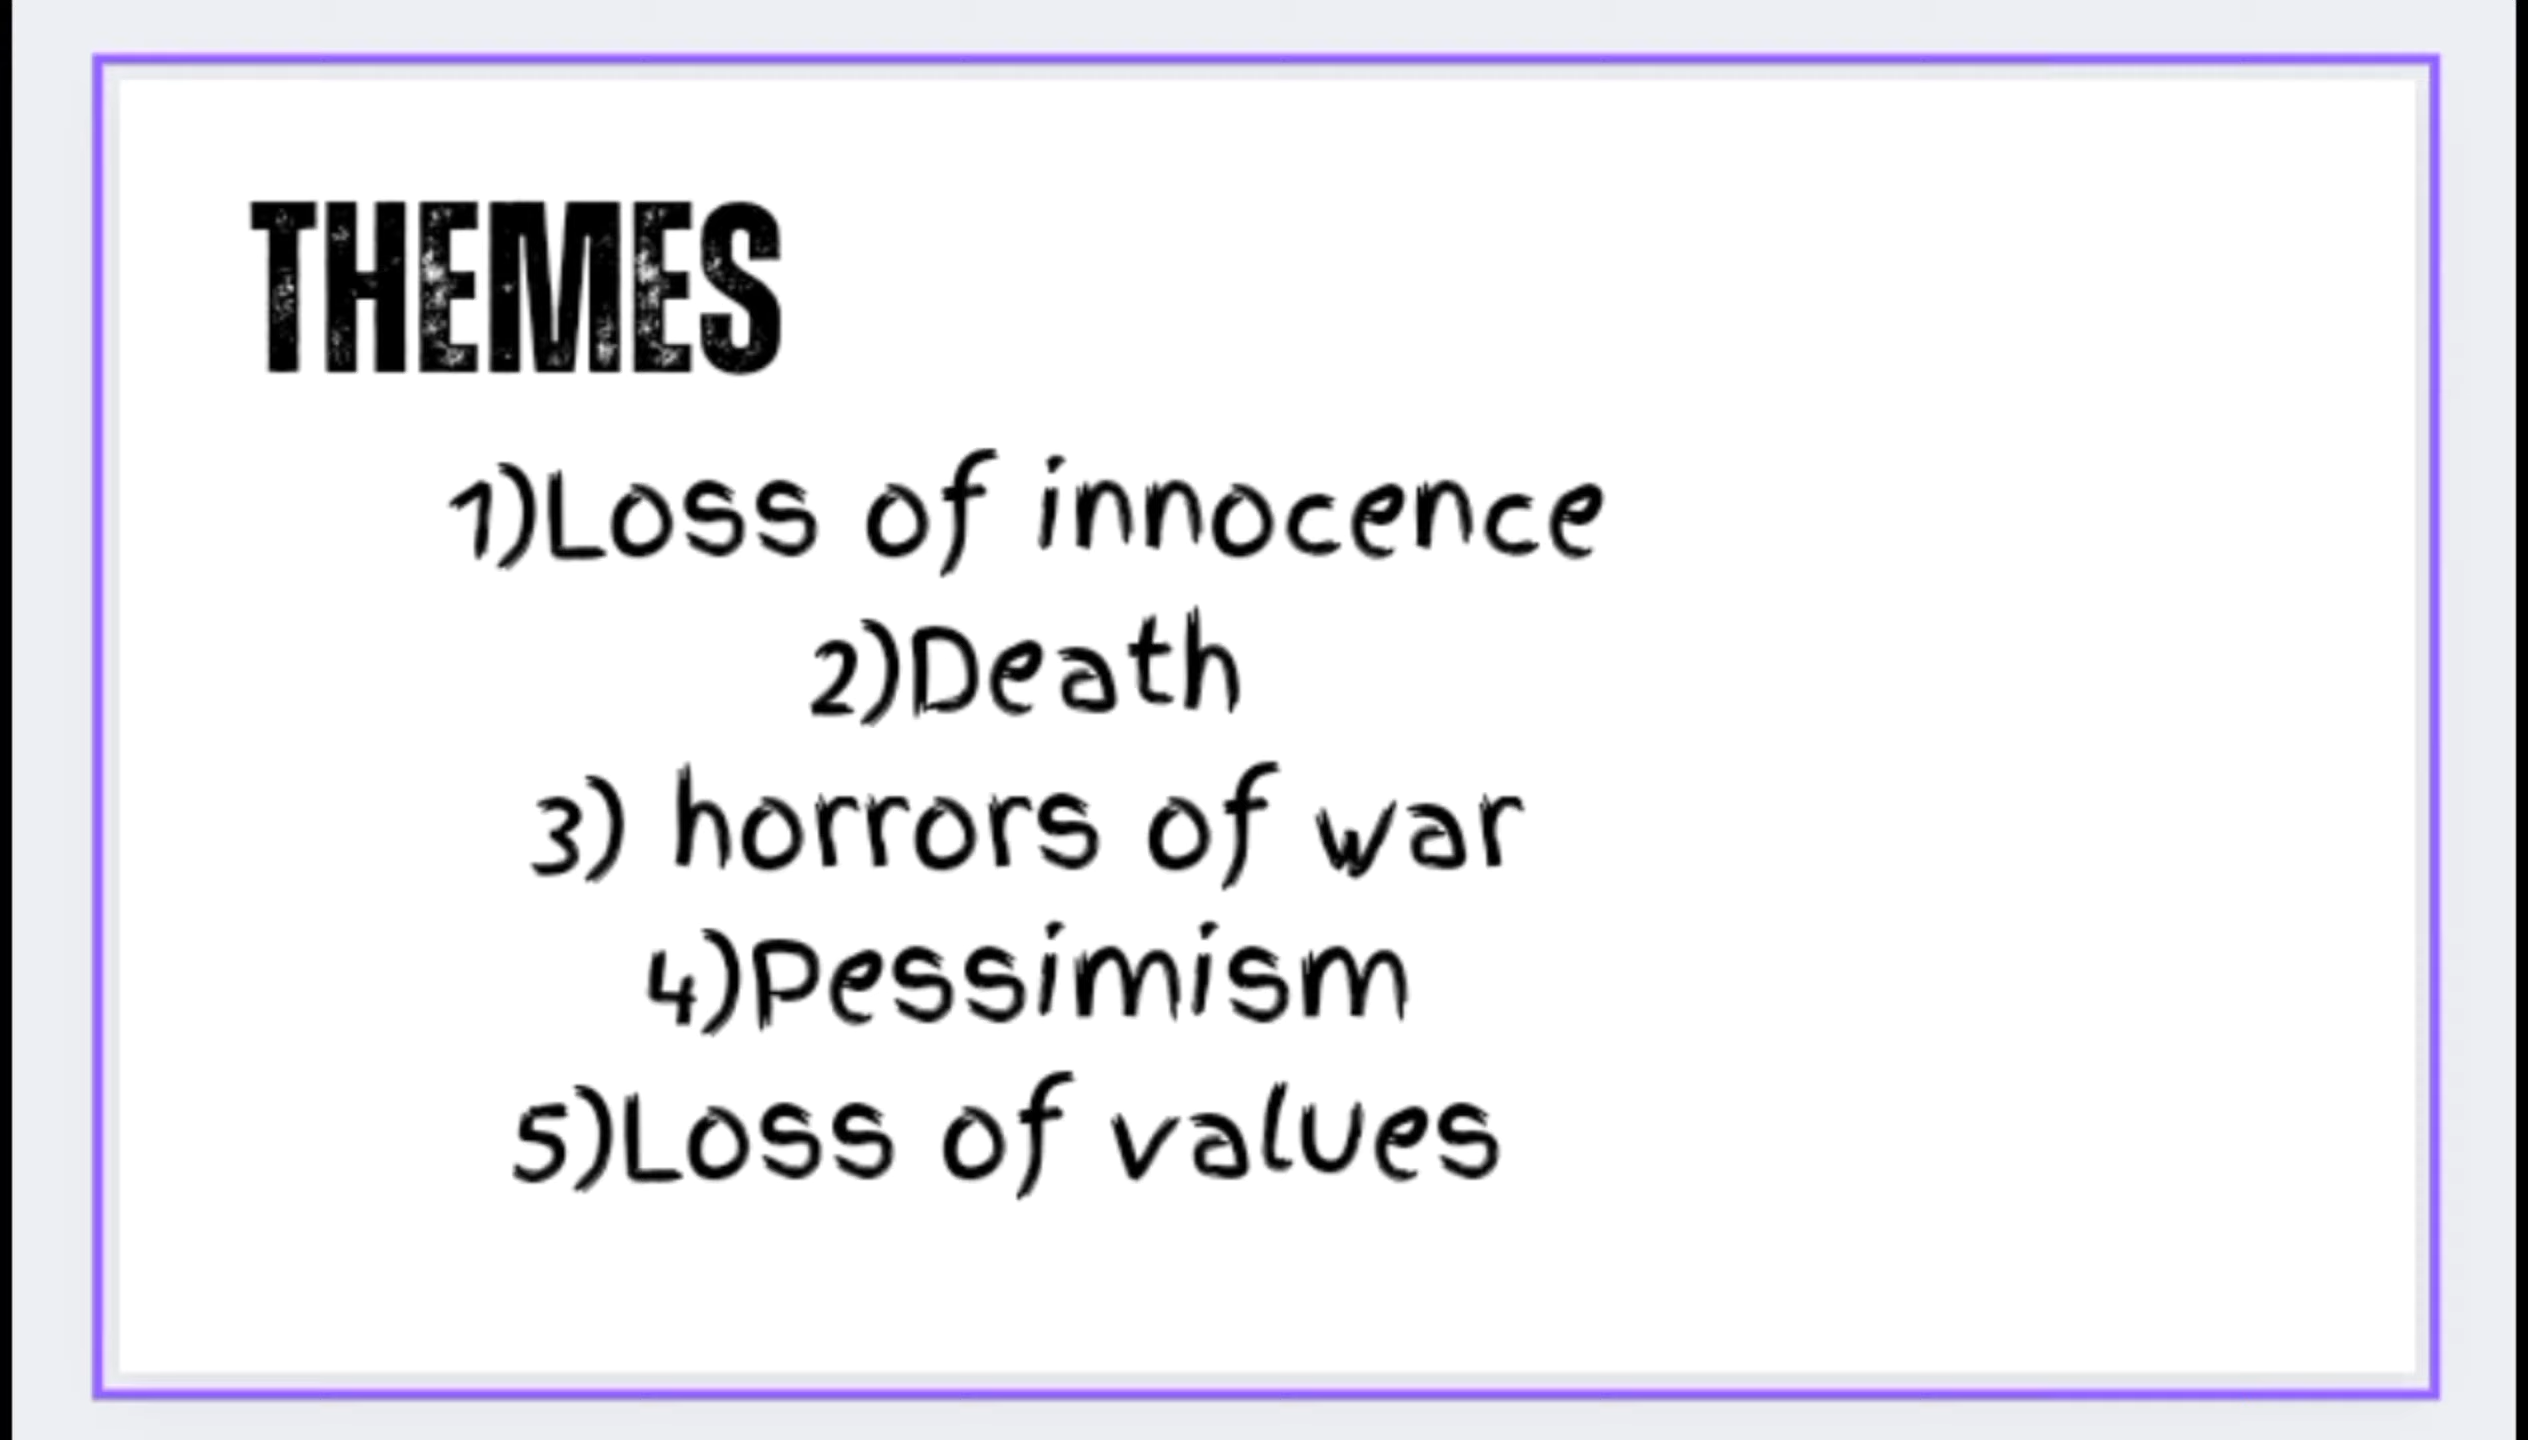 THEMES
1)Loss of innocence
2)Death
3) horrors of war
4)Pessimism
5)Loss of values